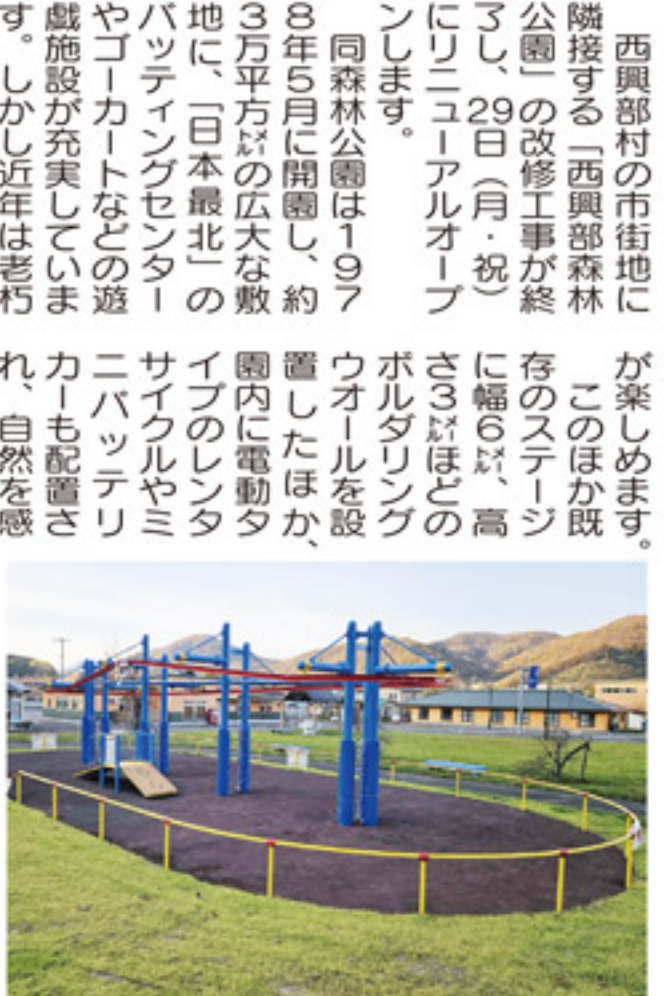 西興部村の市街地に
隣接する「西興部森林
公園」の改修工事が終
了し、29日（月・祝）
にリニューアルオープ
ンします。
　同森林公園は１９７
８年５月に開園し、約
３万平方㍍の広大な敷
地に、「日本最北」の
バッティングセンター
やゴーカートなどの遊
戯施設が充実していま
す。しかし近年は老朽
が楽しめます。
　このほか既
存のステージ
に幅６㍍、高
さ３㍍ほどの
ボルダリング
ウオールを設
置したほか、
園内に電動タ
イプのレンタ
サイクルやミ
ニバッテリ
カーも配置さ
れ、自然を感